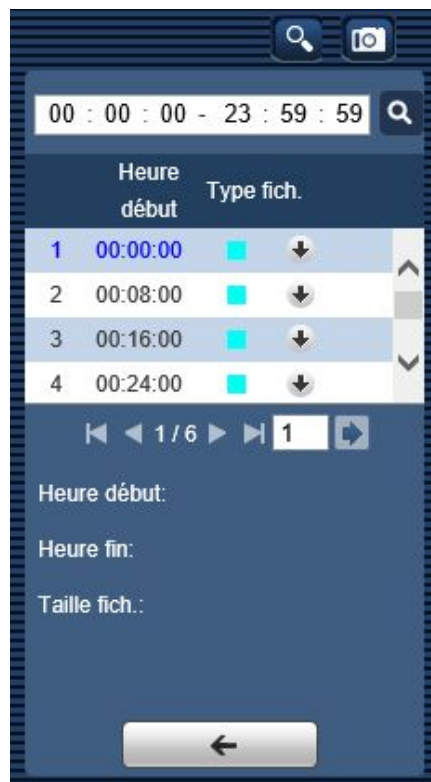 00 : 00 : 00 - 23 : 59 : 59
Heure début Type fich.
1 00:00:00
2 00:08:00
3 00:16:00
4 00:24:00
1 / 6 1
Heure début:
Heure fin:
Taille fich.: